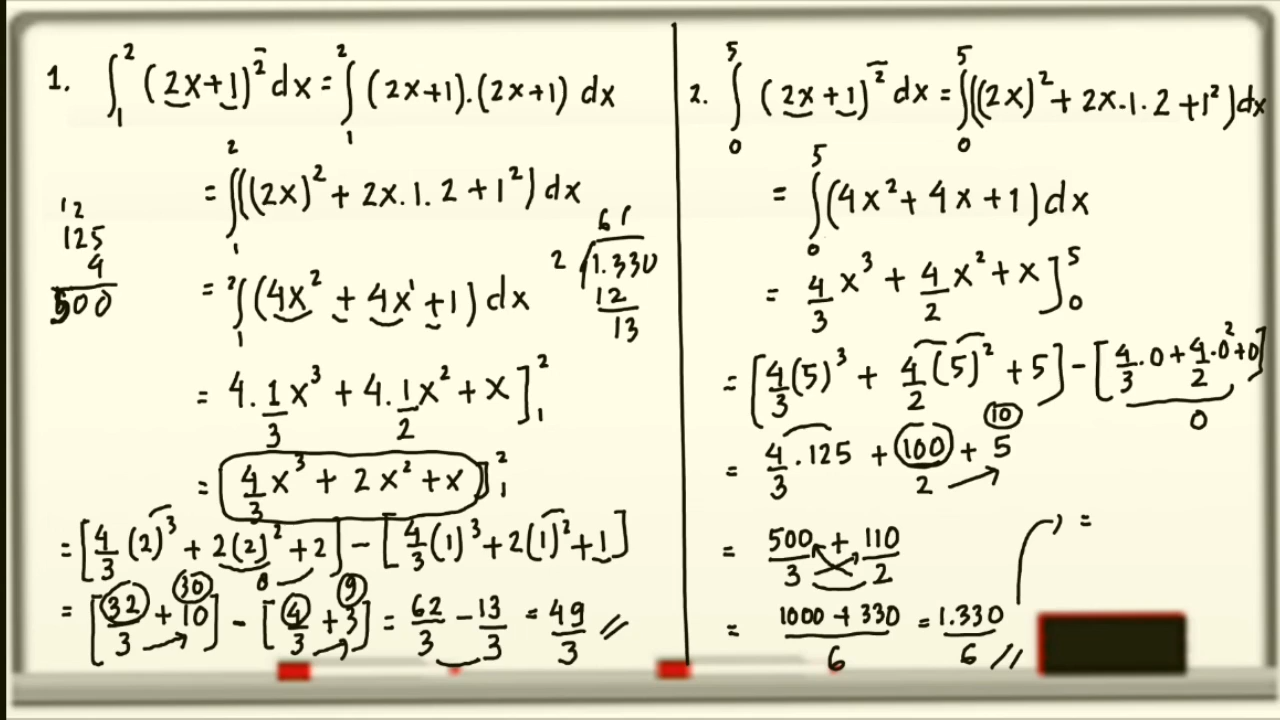 1. ∫₁² (2x+1)² dx = ∫₁² (2x+1).(2x+1) dx
= ∫₁² ((2x)² + 2x.1.2 + 1²) dx
= ∫₁² (4x² + 4x¹ + 1) dx
= 4.1/3 x³ + 4.1/2 x² + x]₁²
= 4/3 x³ + 2x² + x]₁²
= [4/3 (2)³ + 2(2)² + 2] - [4/3 (1)³ + 2(1)² + 1]
8
30 9
= [32/3 + 10] - [4/3 + 3] = 62/3 - 13/3 = 49/3 //
12
125
4
500
61
2 1.330
12
13
2. ∫₀⁵ (2x+1)² dx = ∫₀⁵ ((2x)² + 2x.1.2 + 1²) dx
= ∫₀⁵ (4x² + 4x + 1) dx
= 4/3 x³ + 4/2 x² + x]₀⁵
= [4/3 (5)³ + 4/2 (5)² + 5] - [4/3 . 0 + 4/2 . 0² + 0]
0
10
= 4/3 . 125 + 100/2 + 5
= 500/3 + 110/2
= 1000 + 330/6 = 1.330/6 //
=